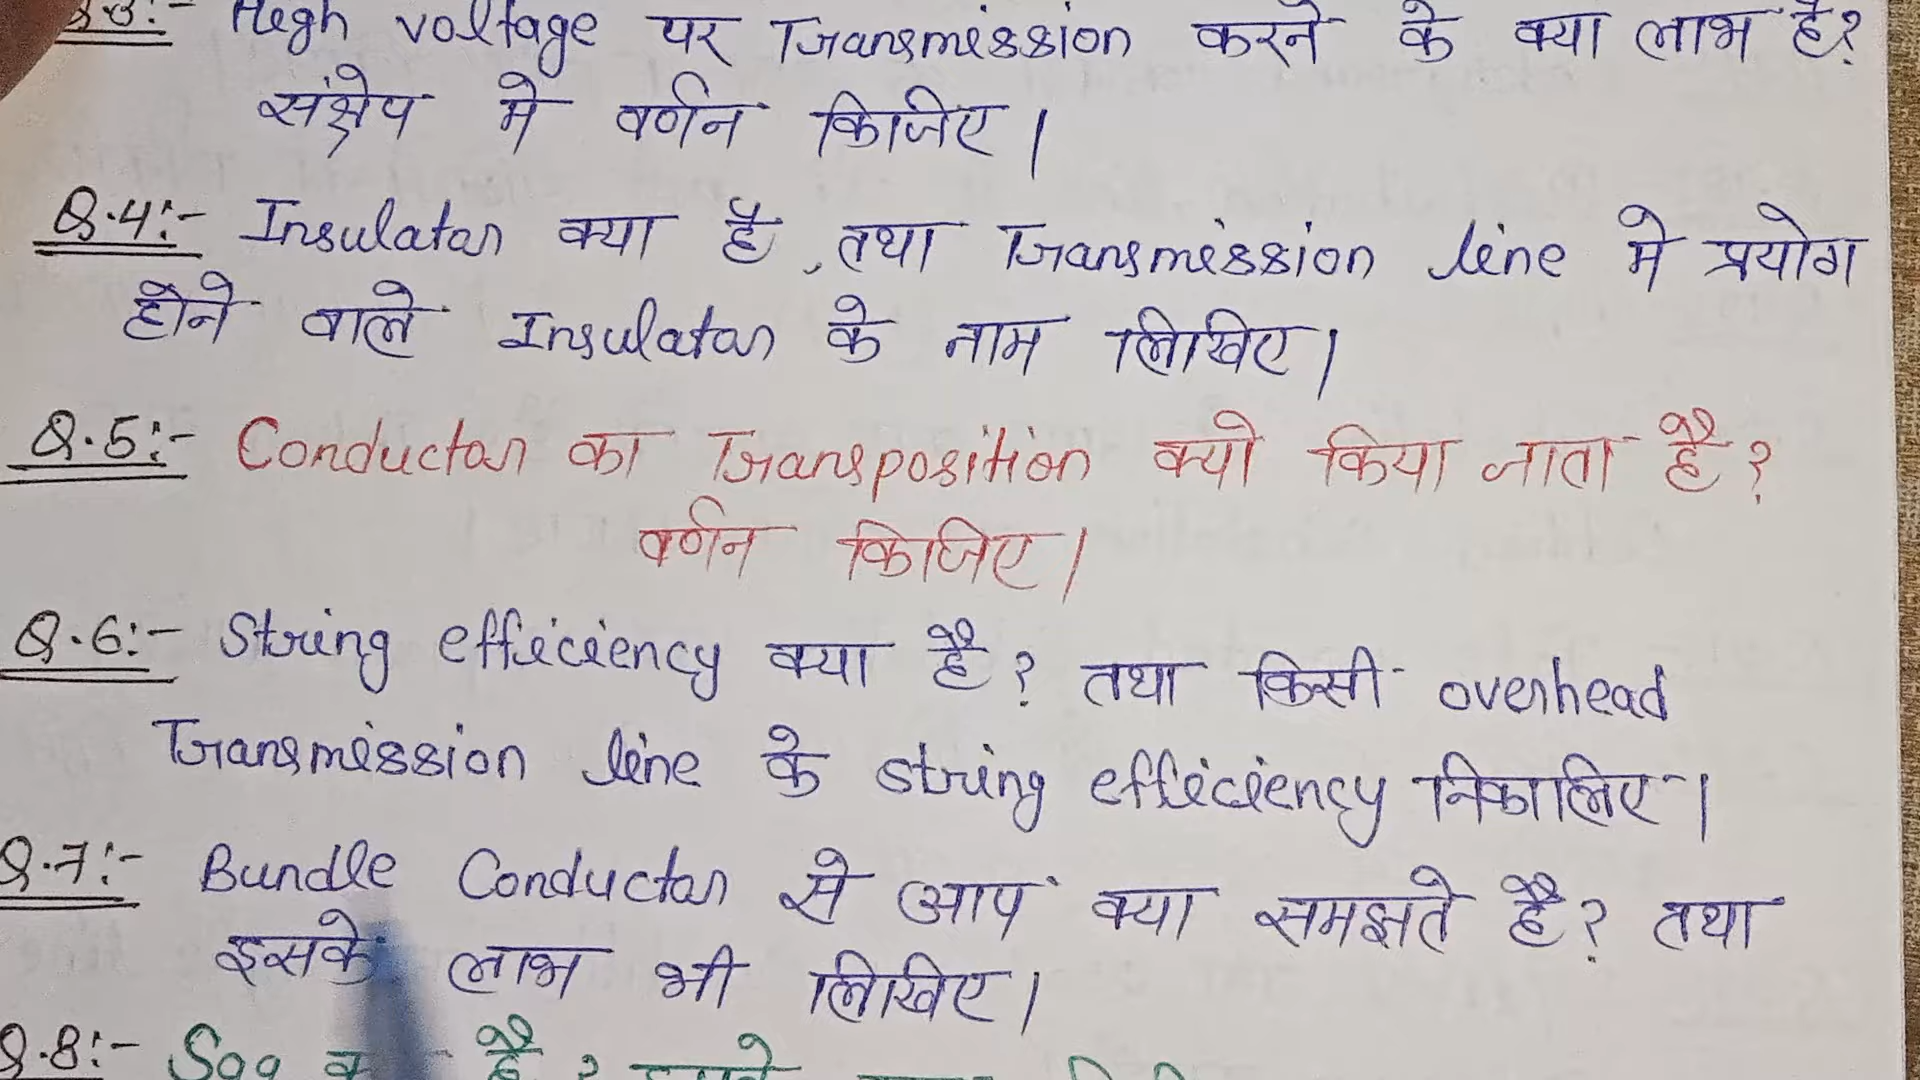 Q.3:- High voltage पर Transmission करने के क्या लाभ है?
संक्षेप मे वर्णन किजिए।
Q.4:- Insulator क्या है, तथा Transmission line मे प्रयोग
होने वाले Insulator के नाम लिखिए।
Q.5:- Conductor का Transposition क्यो किया जाता है?
वर्णन किजिए।
Q.6:- String efficiency क्या है? तथा किसी overhead
Transmission line के string efficiency निकालिए।
Q.7:- Bundle Conductor से आप क्या समझते है? तथा
इसके लाभ भी लिखिए।
Q.8:- Sag है?